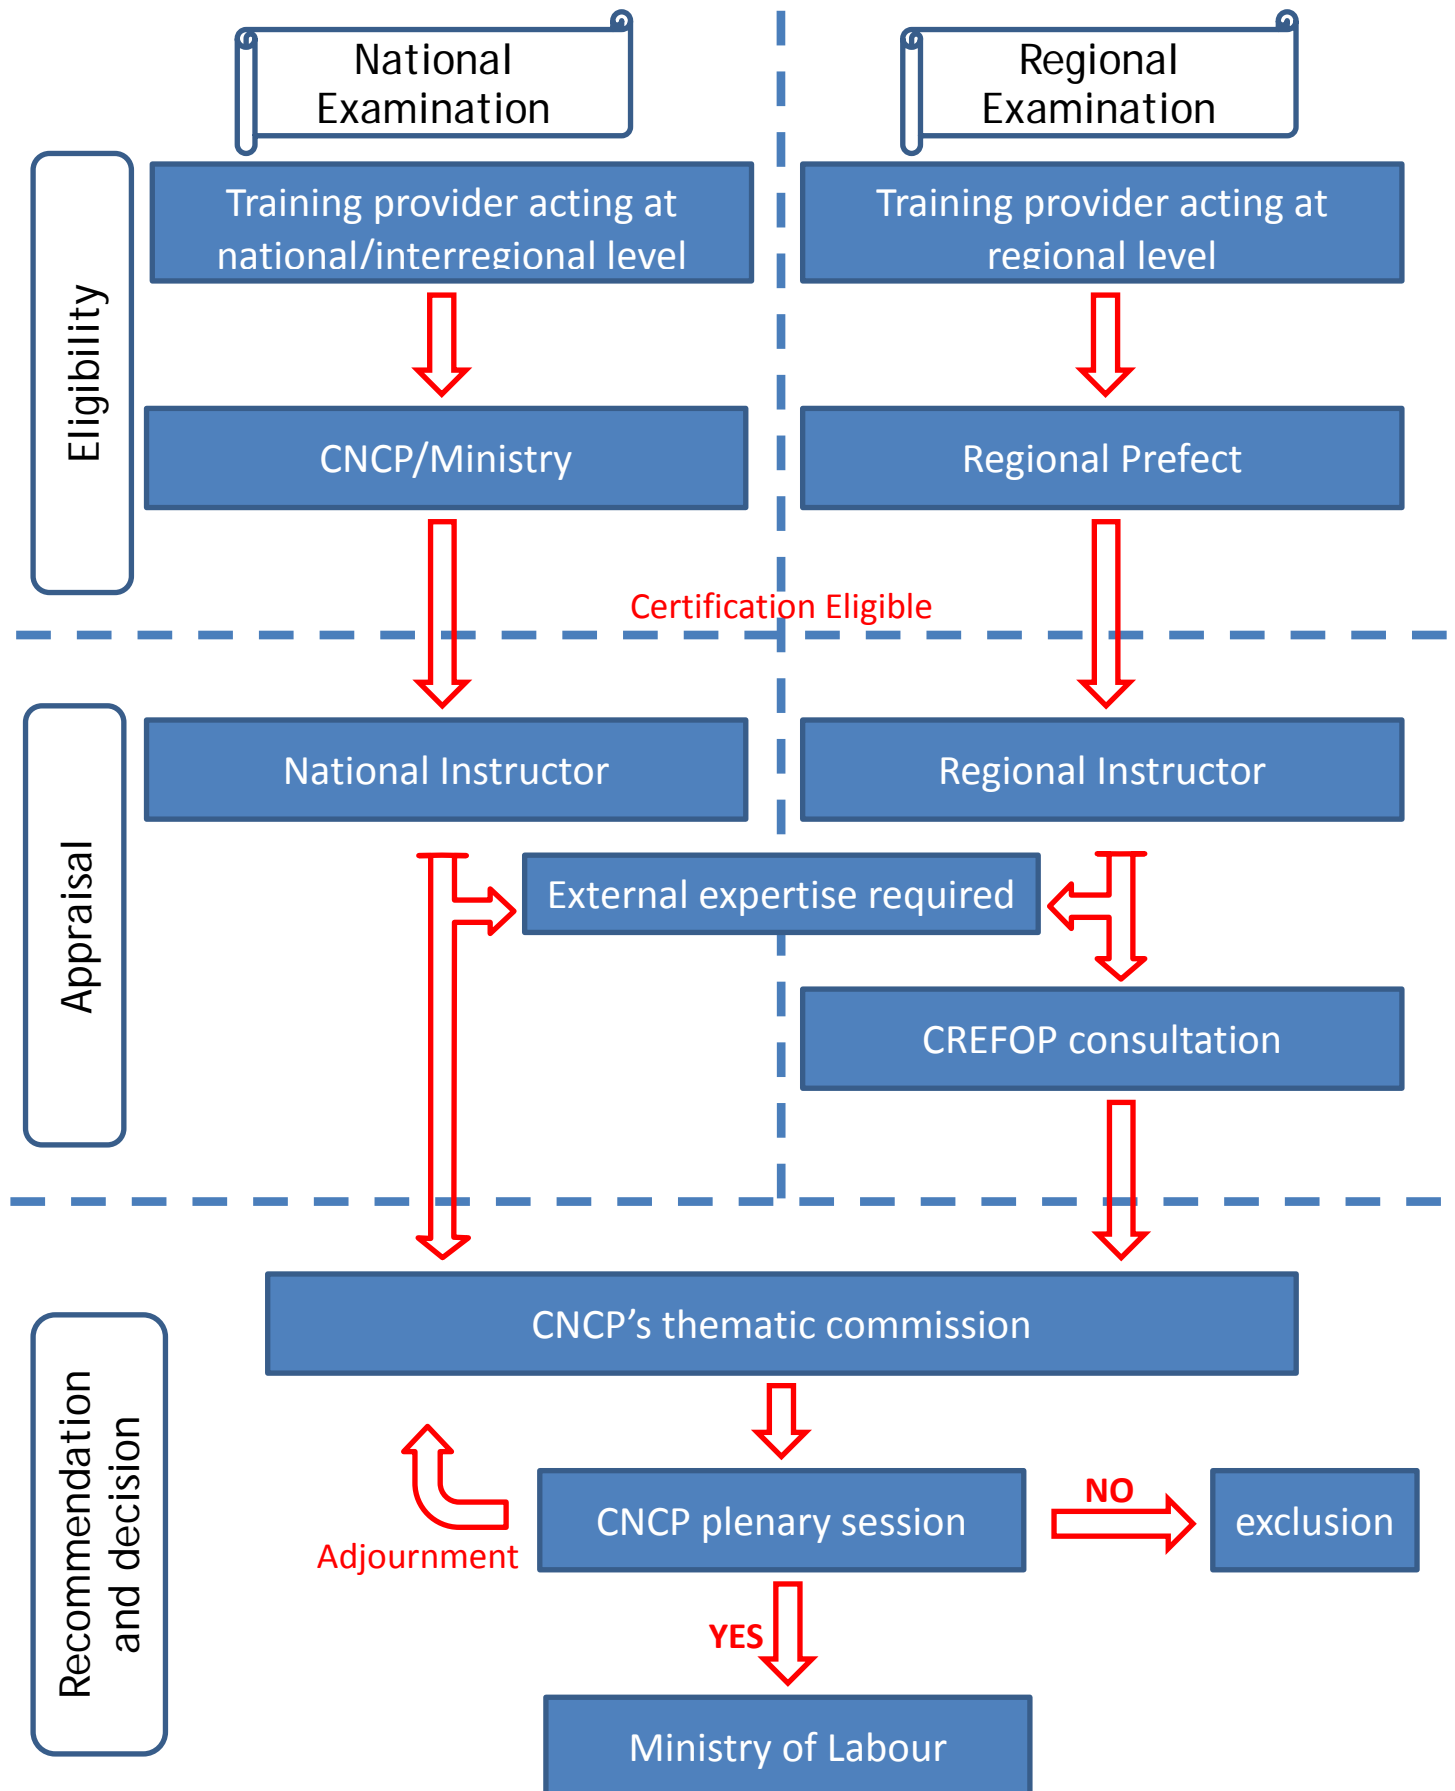 National
Examination
Regional
Examination
Eligibility
Training provider acting at
national/interregional level
Training provider acting at
regional level
CNCP/Ministry
Regional Prefect
Certification Eligible
Appraisal
National Instructor
Regional Instructor
External expertise required
CREFOP consultation
Recommendation
and decision
CNCP’s thematic commission
CNCP plenary session
NO
exclusion
Adjournment
YES
Ministry of Labour